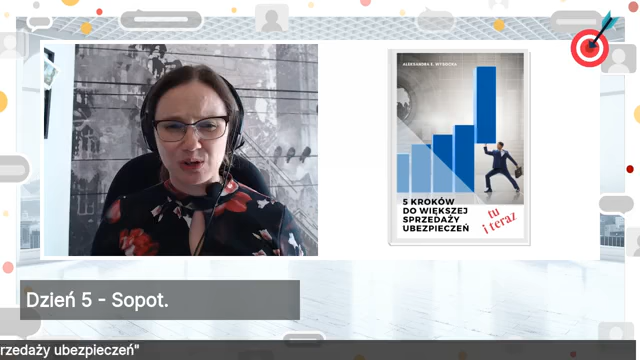 ALEKSANDRA E. WYSOCKA
5 KROKÓW
DO WIĘKSZEJ
SPRZEDAŻY
UBEZPIECZEŃ
tu
i teraz
Dzień 5 - Sopot.
rzedaży ubezpieczeń"